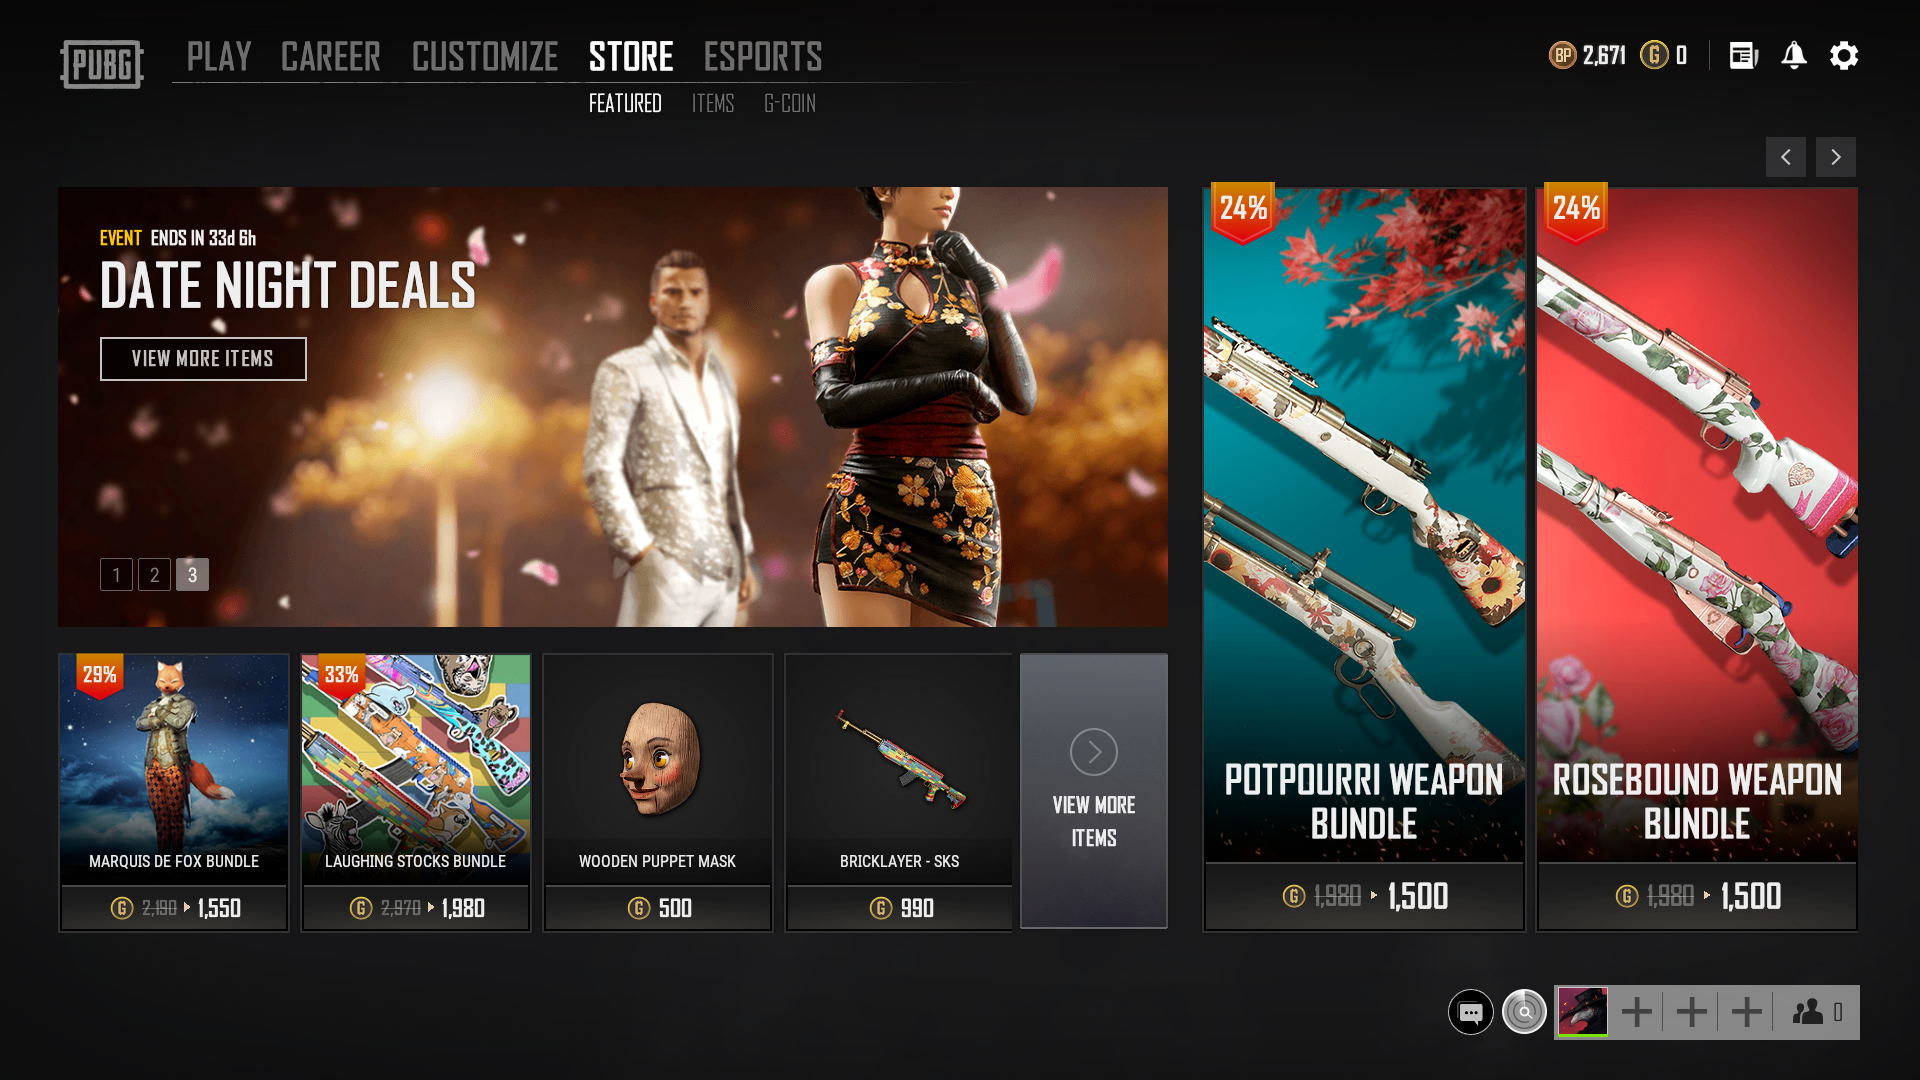 PUBG
PLAY CAREER CUSTOMIZE STORE ESPORTS
BP 2,671 G 0
FEATURED ITEMS G-COIN
EVENT ENDS IN 33d 6h
DATE NIGHT DEALS
VIEW MORE ITEMS
1 2 3
29%
MARQUIS DE FOX BUNDLE
G 2,190 1,550
33%
LAUGHING STOCKS BUNDLE
G 2,970 1,980
WOODEN PUPPET MASK
G 500
BRICKLAYER - SKS
G 990
VIEW MORE
ITEMS
24%
POTPOURRI WEAPON
BUNDLE
G 1,980 1,500
24%
ROSEBOUND WEAPON
BUNDLE
G 1,980 1,500
0